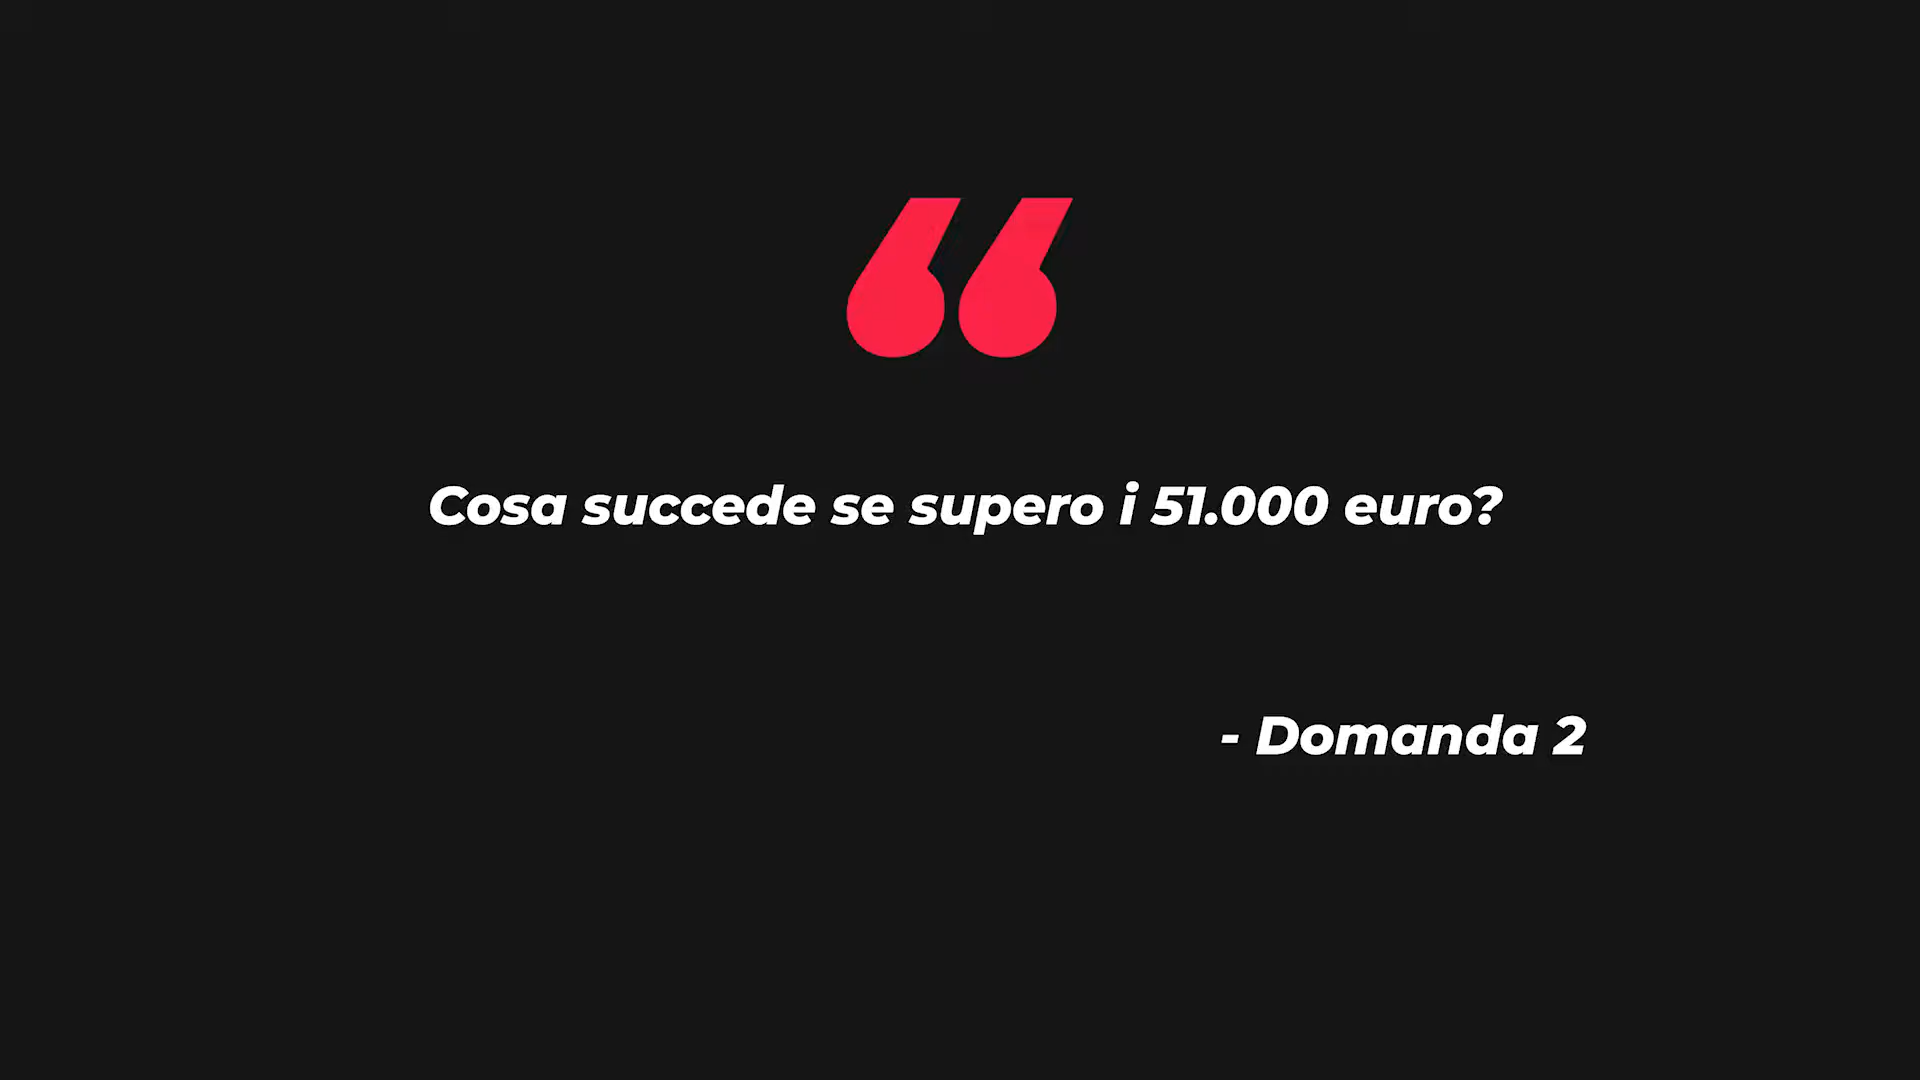 “
Cosa succede se supero i 51.000 euro?
- Domanda 2